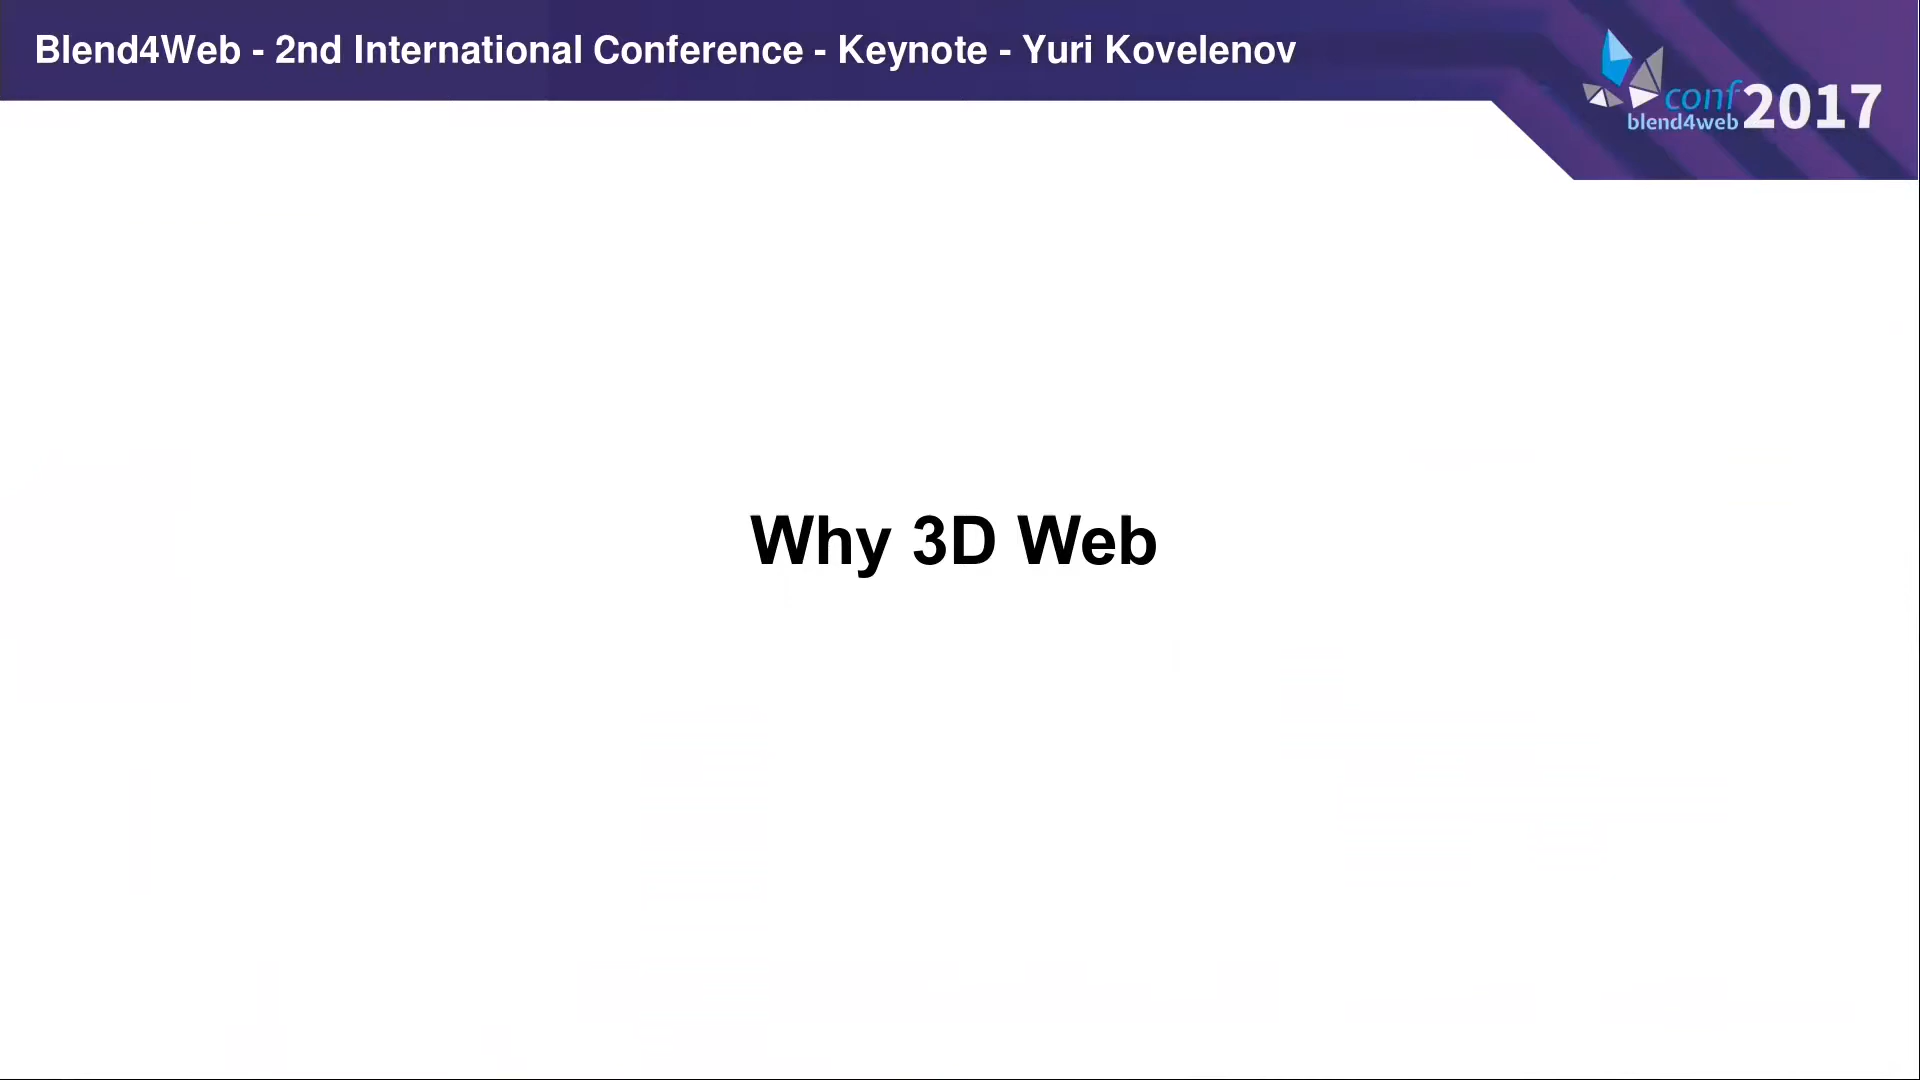 Blend4Web - 2nd International Conference - Keynote - Yuri Kovelenov
conf
blend4web 2017
Why 3D Web